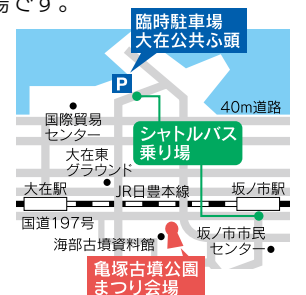 場です。
臨時駐車場
大在公共ふ頭
P
40m道路
国際貿易
センター
シャトルバス
乗り場
大在東
グラウンド
大在駅
JR日豊本線
坂ノ市駅
国道197号
海部古墳資料館
坂ノ市市民
センター
亀塚古墳公園
まつり会場